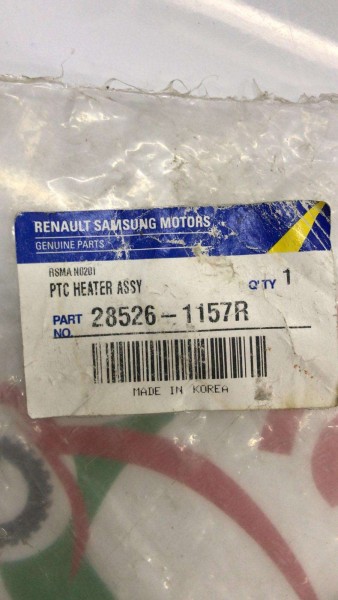 RENAULT SAMSUNG MOTORS
GENUINE PARTS
RSMA N0201
PTC HEATER ASSY
Q'TY 1
PART NO. 28526-1157R
MADE IN KOREA